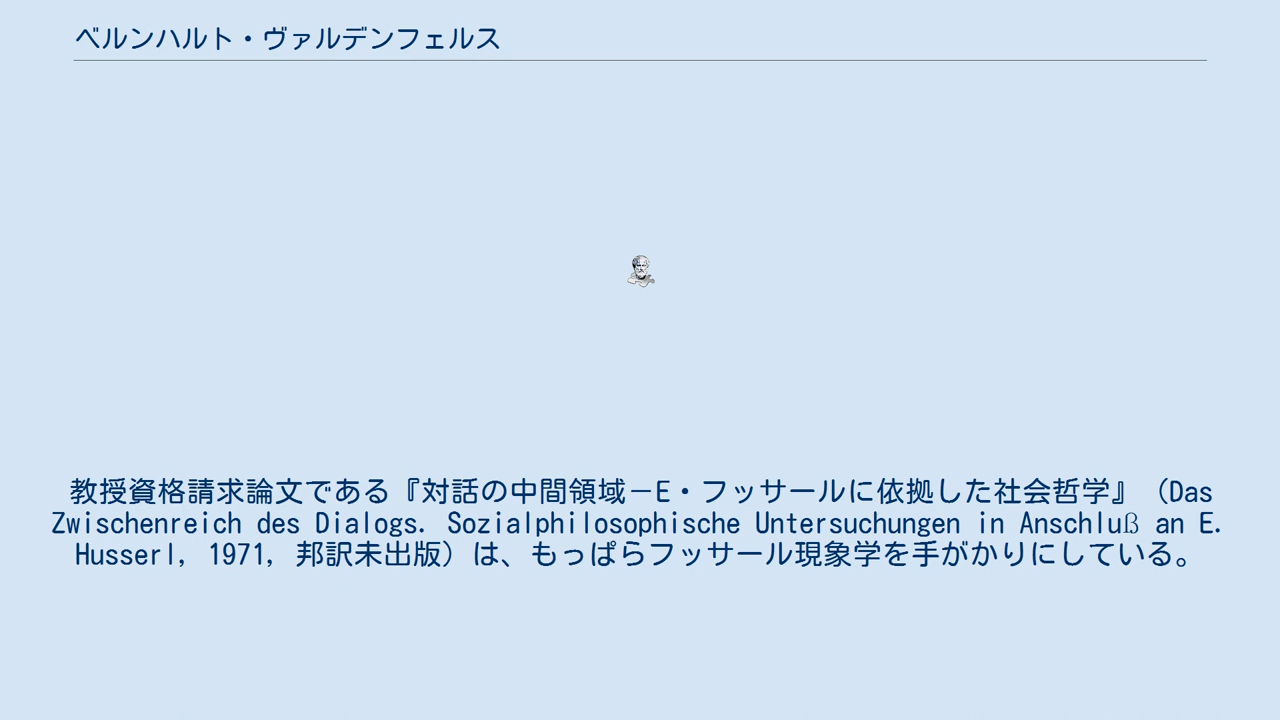 ベルンハルト・ヴァルデンフェルス
教授資格請求論文である『対話の中間領域－E・フッサールに依拠した社会哲学』（Das
Zwischenreich des Dialogs. Sozialphilosophische Untersuchungen in Anschluß an E.
Husserl, 1971, 邦訳未出版）は、もっぱらフッサール現象学を手がかりにしている。